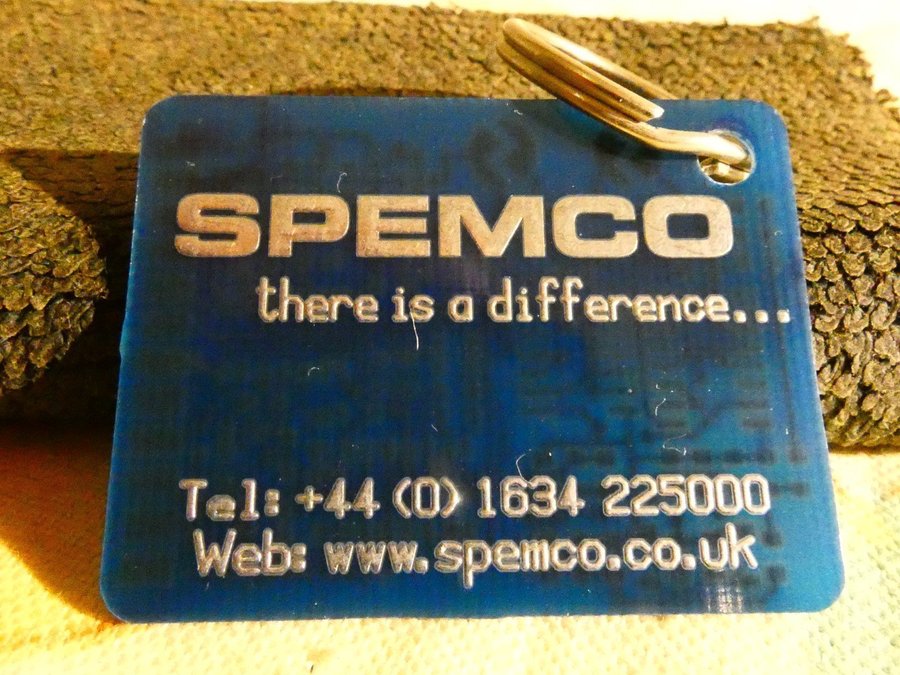 SPEMCO
there is a difference...
Tel: +44 (0) 1634 225000
Web: www.spemco.co.uk